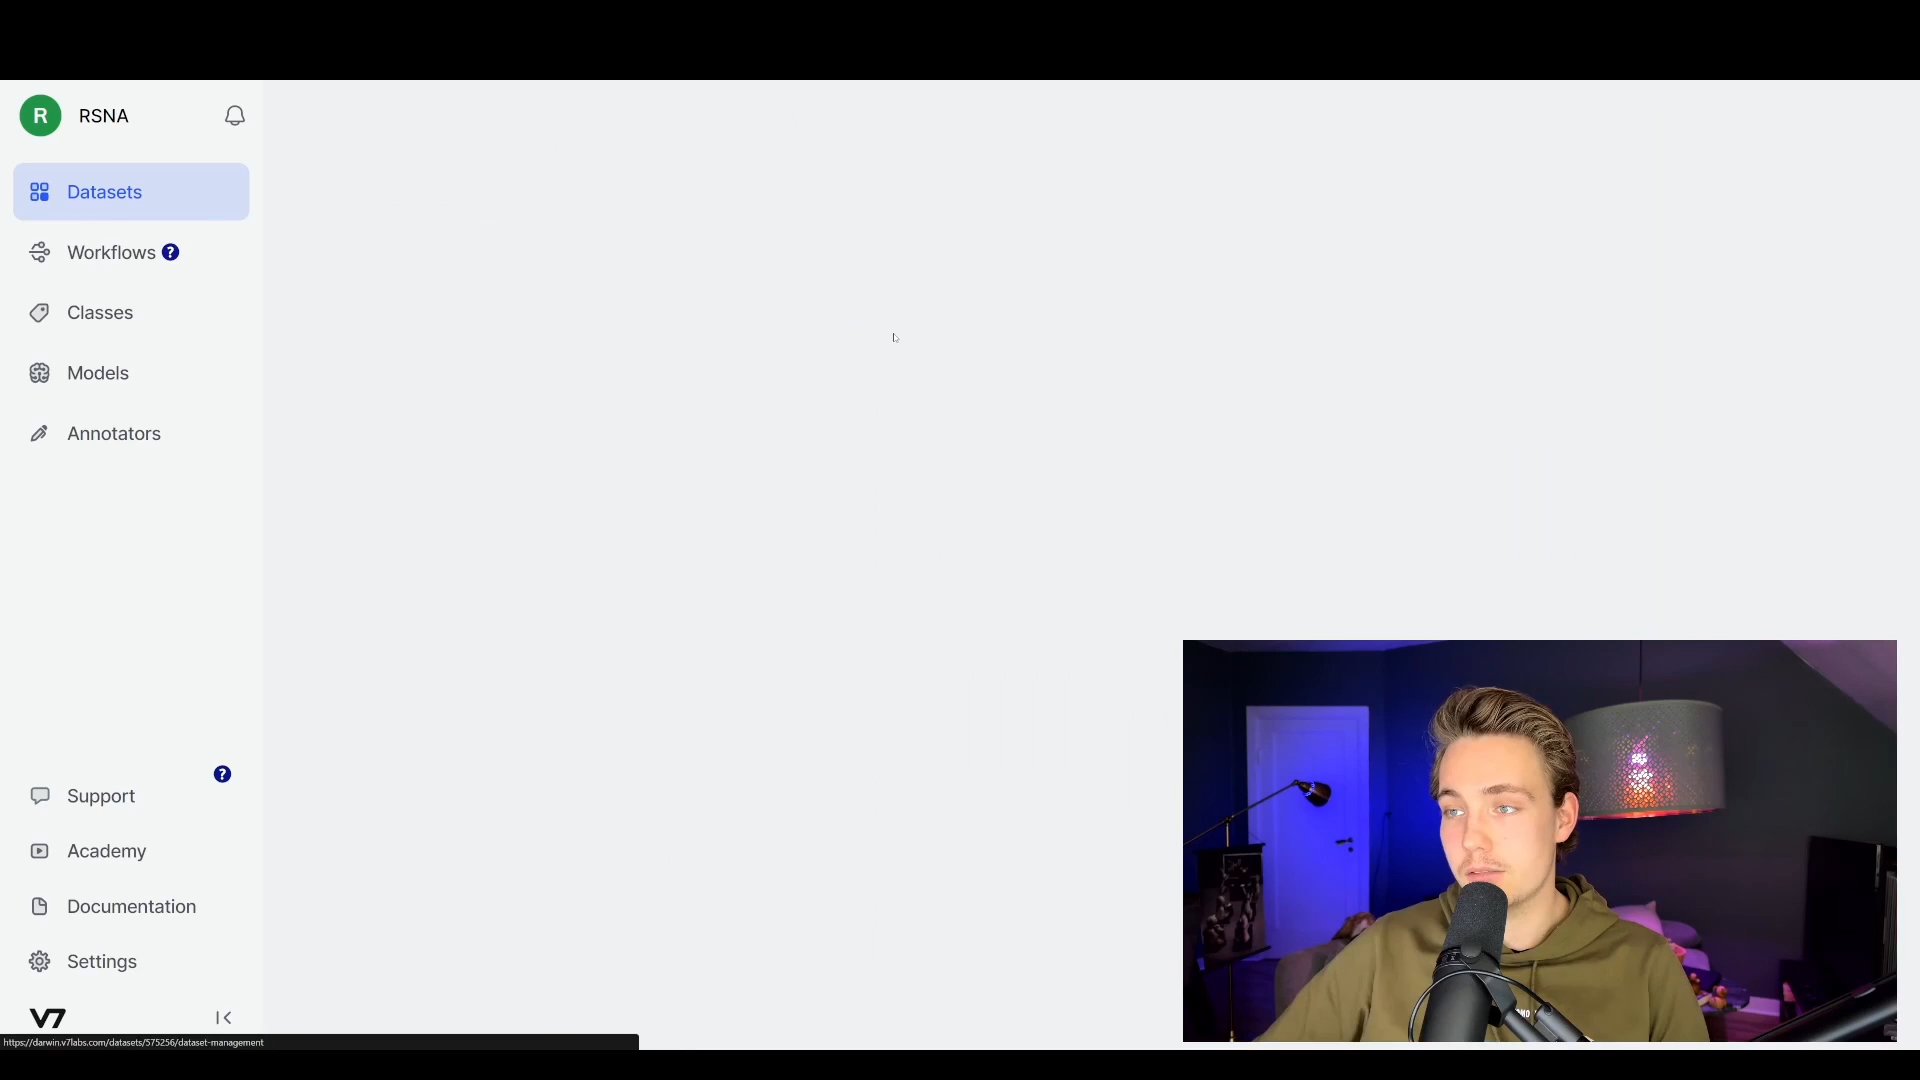 R RSNA
Datasets
Workflows ?
Classes
Models
Annotators
?
Support
Academy
Documentation
Settings
V7
https://darwin.v7labs.com/datasets/575256/dataset-management